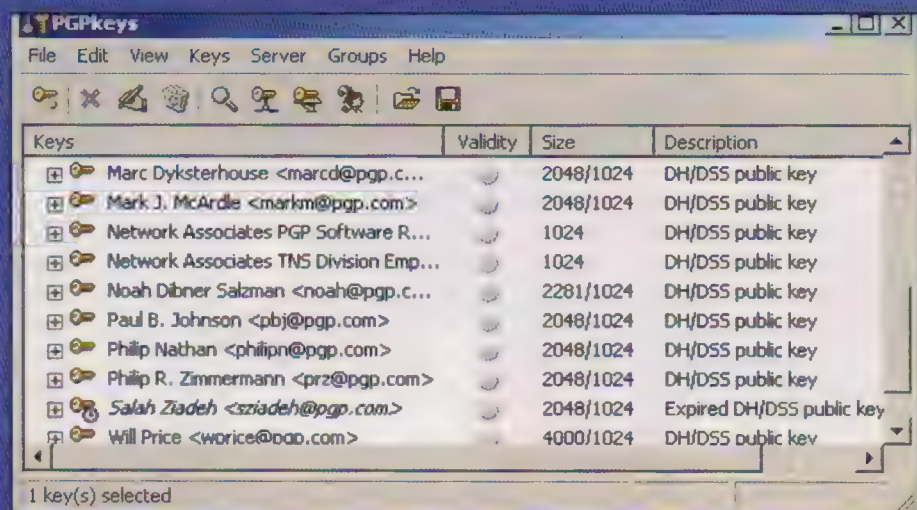 PGPkeys
File Edit View Keys Server Groups Help
Keys Validity Size Description
Marc Dyksterhouse <marcd@pgp.c... 2048/1024 DH/DSS public key
Mark J. McArdle <markm@pgp.com> 2048/1024 DH/DSS public key
Network Associates PGP Software R... 1024 DH/DSS public key
Network Associates TNS Division Emp... 1024 DH/DSS public key
Noah Dibner Salzman <noah@pgp.c... 2281/1024 DH/DSS public key
Paul B. Johnson <pbj@pgp.com> 2048/1024 DH/DSS public key
Philip Nathan <philipn@pgp.com> 2048/1024 DH/DSS public key
Philip R. Zimmermann <prz@pgp.com> 2048/1024 DH/DSS public key
Salah Ziadeh <sziadeh@pgp.com> 2048/1024 Expired DH/DSS public key
Will Price <wprice@pgp.com> 4000/1024 DH/DSS public key
1 key(s) selected